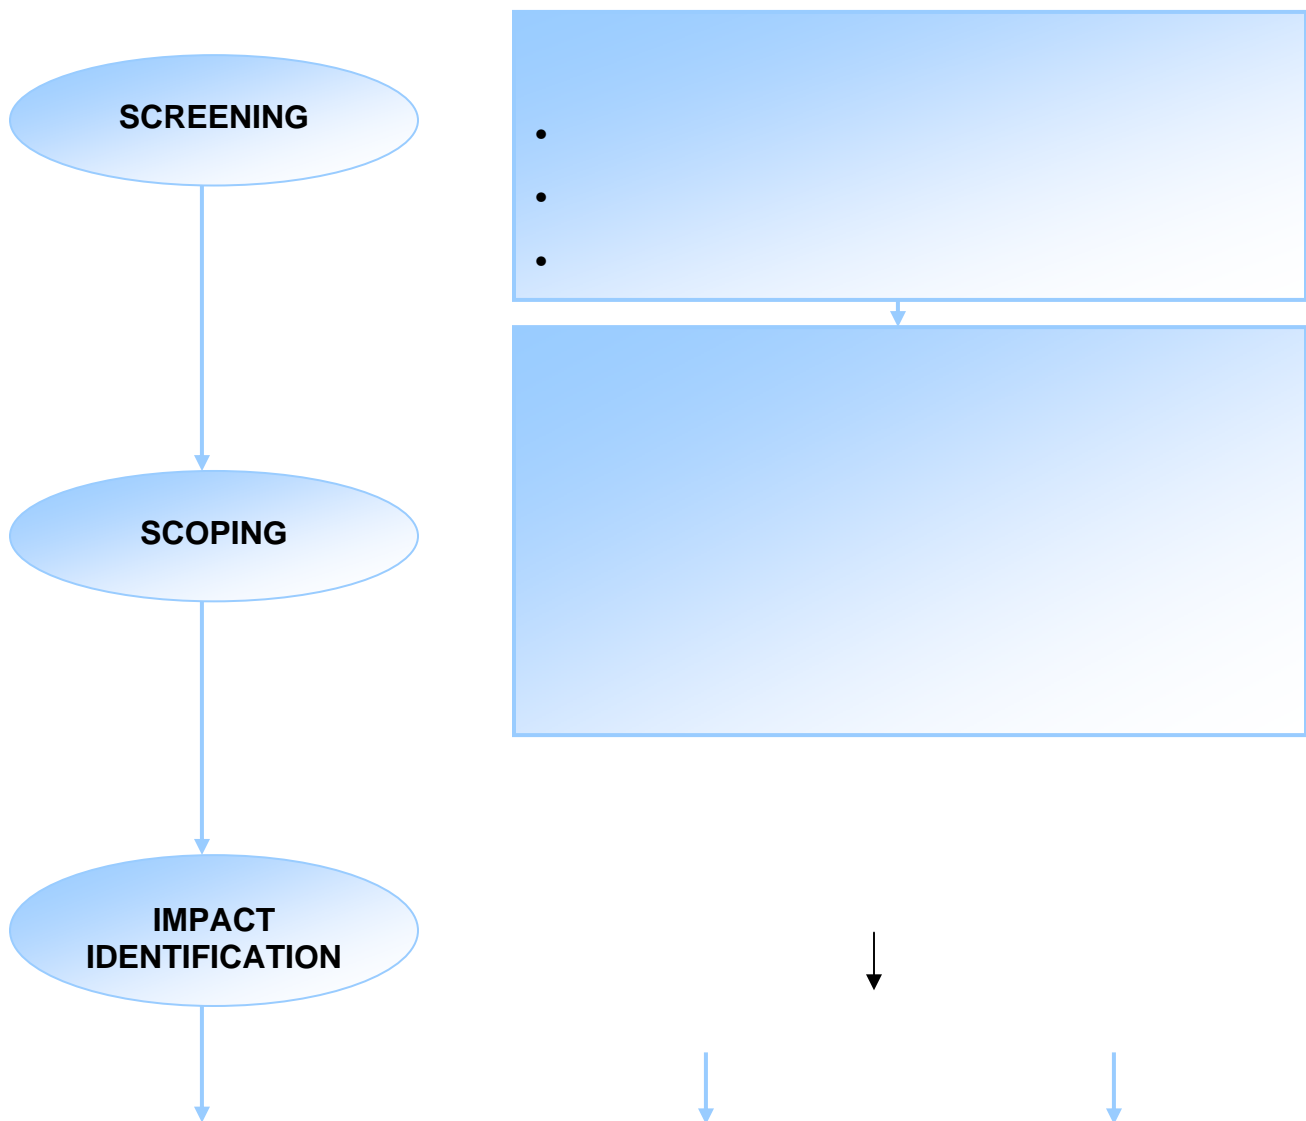 SCREENING
•
•
•
SCOPING
IMPACT
IDENTIFICATION